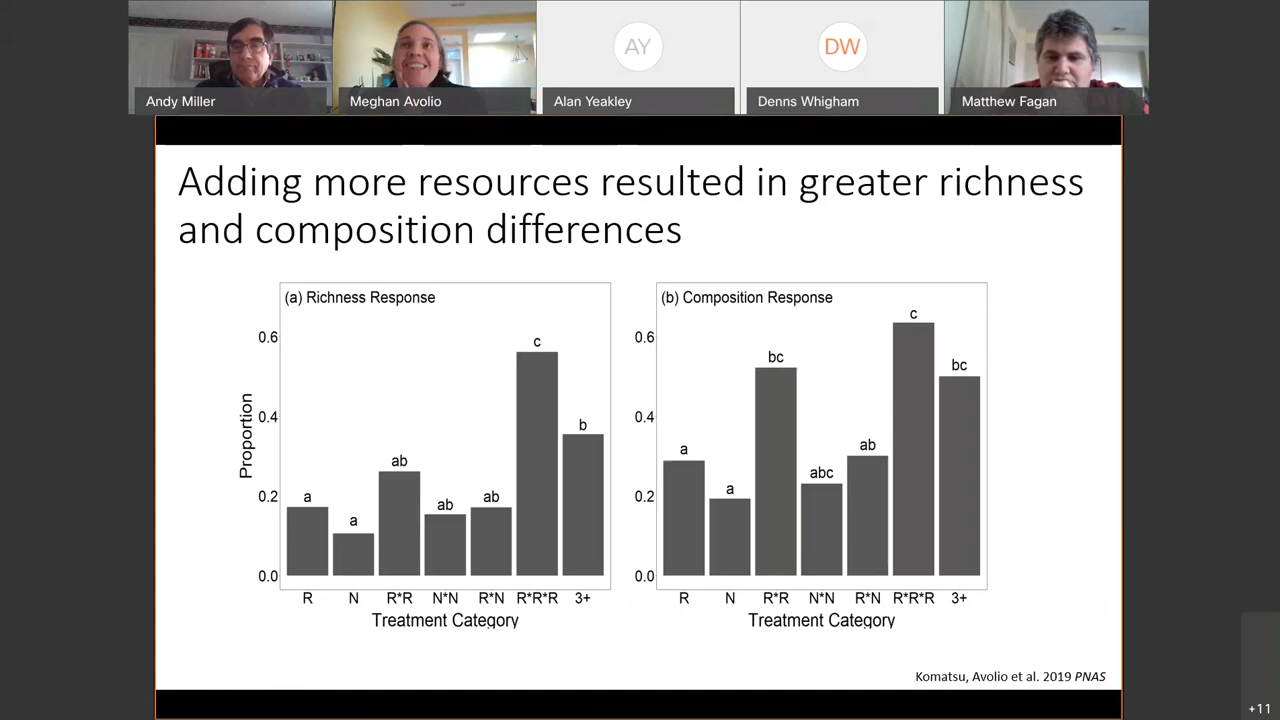 AY
DW
Andy Miller
Meghan Avolio
Alan Yeakley
Denns Whigham
Matthew Fagan
Adding more resources resulted in greater richness
and composition differences
(a) Richness Response
Proportion
0.6
0.4
0.2
0.0
a
a
ab
ab
ab
c
b
R
N
R*R
N*N
R*N
R*R*R
3+
Treatment Category
(b) Composition Response
0.6
0.4
0.2
0.0
a
a
bc
abc
ab
c
bc
R
N
R*R
N*N
R*N
R*R*R
3+
Treatment Category
Komatsu, Avolio et al. 2019 PNAS
+11